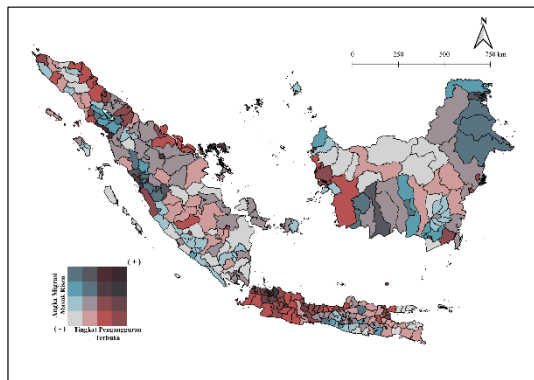 N
0 250 500 750 km
(+)
Angka Migrasi
Masuk Risen
(-) Tingkat Pengangguran
Terbuka